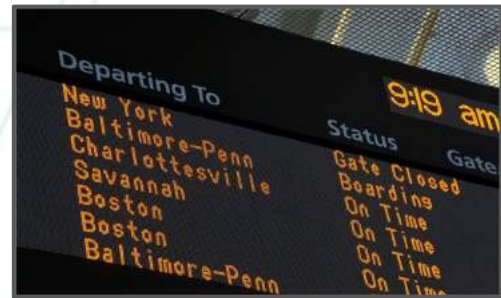 9:19 am
Departing To Status Gate
New York Gate Closed
Baltimore-Penn Boarding
Charlottesville On Time
Savannah On Time
Boston On Time
Boston On Time
Baltimore-Penn